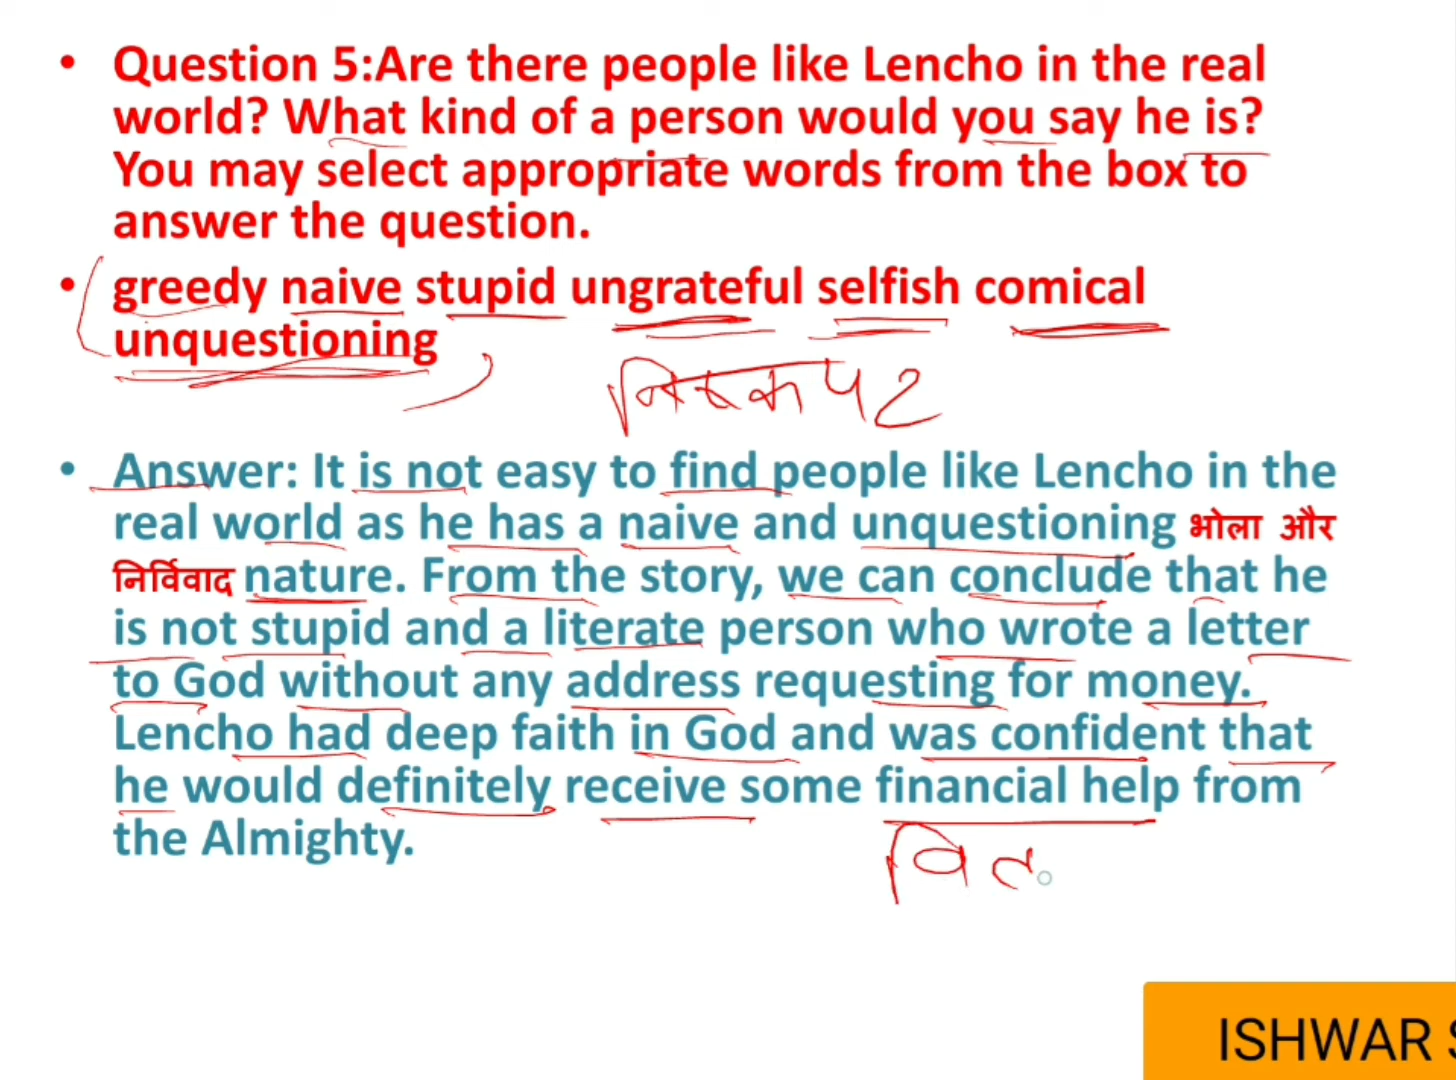 • Question 5:Are there people like Lencho in the real
world? What kind of a person would you say he is?
You may select appropriate words from the box to
answer the question.
• greedy naive stupid ungrateful selfish comical
unquestioning
• Answer: It is not easy to find people like Lencho in the
real world as he has a naive and unquestioning भोला और
निर्विवाद nature. From the story, we can conclude that he
is not stupid and a literate person who wrote a letter
to God without any address requesting for money.
Lencho had deep faith in God and was confident that
he would definitely receive some financial help from
the Almighty.
वित
ISHWAR